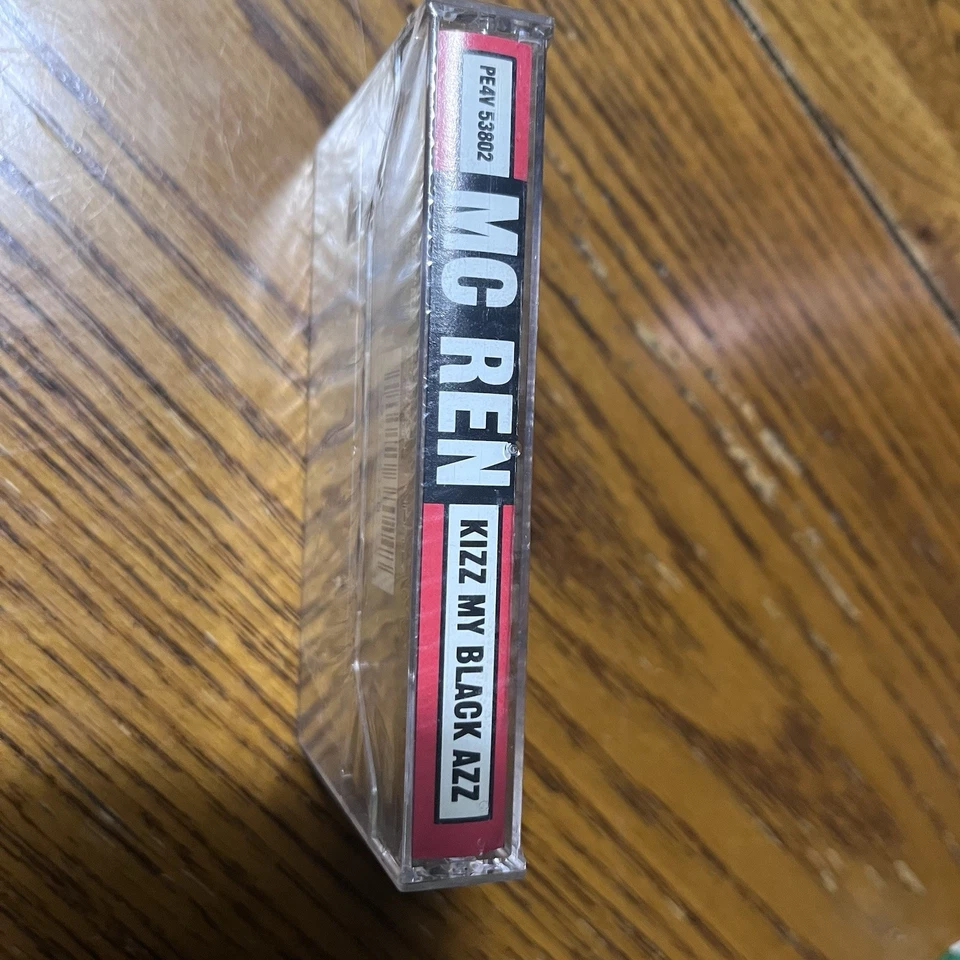 PE4V 53802
MC REN
KIZZ MY BLACK AZZ